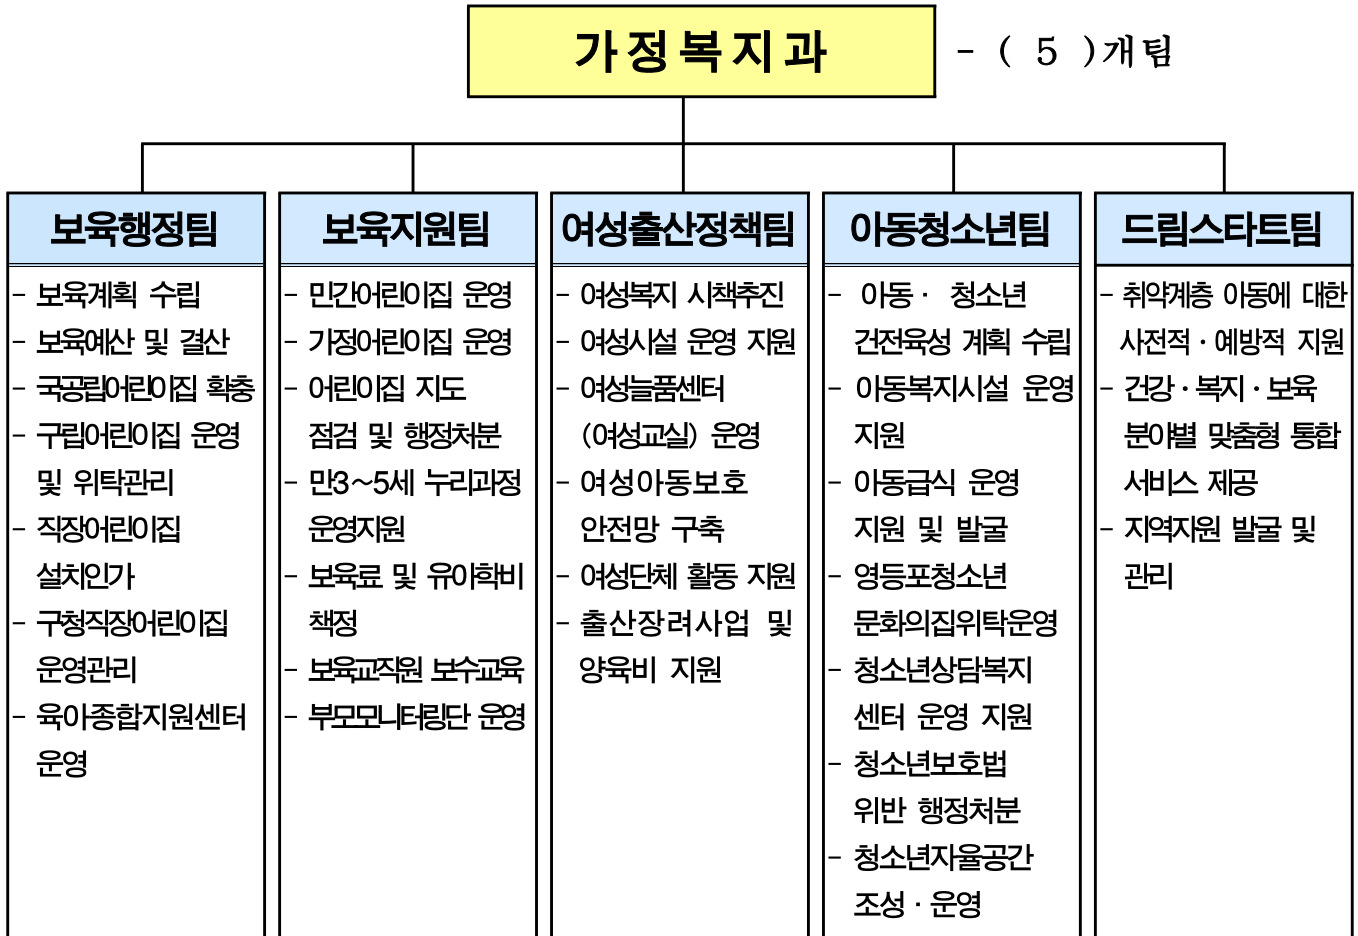 가정복지과
- ( 5 )개팀
보육행정팀
- 보육계획 수립
- 보육예산 및 결산
- 국공립어린이집 확충
- 구립어린이집 운영
및 위탁관리
- 직장어린이집
설치인가
- 구청직장어린이집
운영관리
- 육아종합지원센터
운영
보육지원팀
- 민간어린이집 운영
- 가정어린이집 운영
- 어린이집 지도
점검 및 행정처분
- 만3~5세 누리과정
운영지원
- 보육료 및 유아학비
책정
- 보육교직원 보수교육
- 부모모니터링단 운영
여성출산정책팀
- 여성복지 시책추진
- 여성시설 운영 지원
- 여성늘품센터
(여성교실) 운영
- 여성아동보호
안전망 구축
- 여성단체 활동 지원
- 출산장려사업 및
양육비 지원
아동청소년팀
- 아동· 청소년
건전육성 계획 수립
- 아동복지시설 운영
지원
- 아동급식 운영
지원 및 발굴
- 영등포청소년
문화의집위탁운영
- 청소년상담복지
센터 운영 지원
- 청소년보호법
위반 행정처분
- 청소년자율공간
조성·운영
드림스타트팀
- 취약계층 아동에 대한
사전적·예방적 지원
- 건강·복지·보육
분야별 맞춤형 통합
서비스 제공
- 지역자원 발굴 및
관리